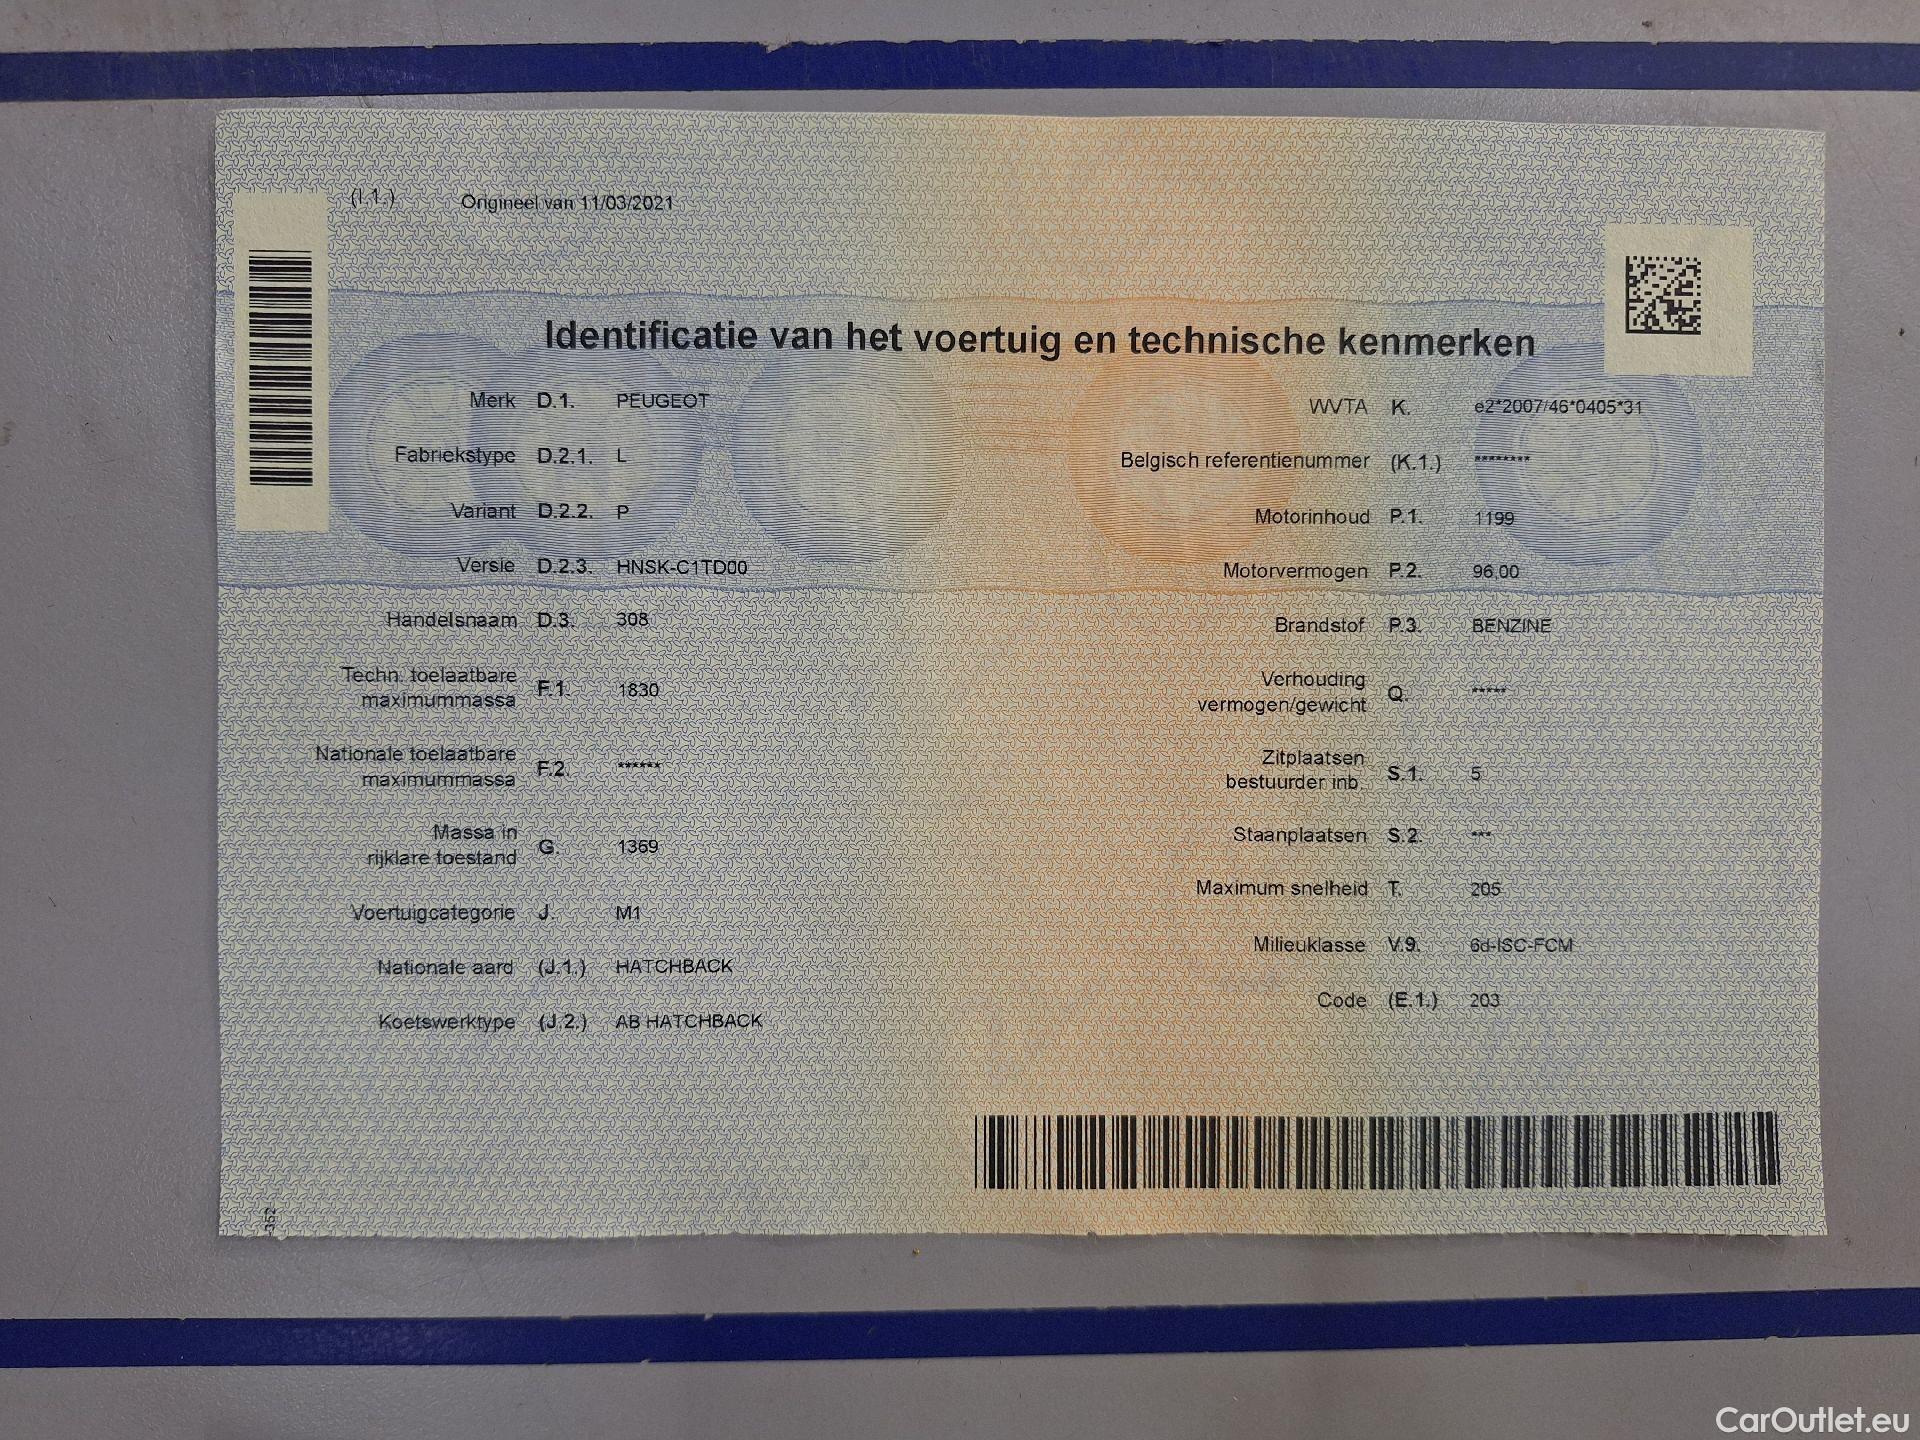 (I.1.) Origineel van 11/03/2021
Identificatie van het voertuig en technische kenmerken
Merk D.1. PEUGEOT
Fabriekstype D.2.1. L
Variant D.2.2. P
Versie D.2.3. HNSK-C1TD00
Handelsnaam D.3. 308
Techn. toelaatbare
maximummassa F.1. 1830
Nationale toelaatbare
maximummassa F.2. ******
Massa in
rijklare toestand G. 1369
Voertuigcategorie J. M1
Nationale aard (J.1.) HATCHBACK
Koetswerktype (J.2.) AB HATCHBACK
WVTA K. e2*2007/46*0405*31
Belgisch referentienummer (K.1.) ********
Motorinhoud P.1. 1199
Motorvermogen P.2. 96,00
Brandstof P.3. BENZINE
Verhouding
vermogen/gewicht Q. *****
Zitplaatsen
bestuurder inb. S.1. 5
Staanplaatsen S.2. ***
Maximum snelheid T. 205
Milieuklasse V.9. 6d-ISC-FCM
Code (E.1.) 203
-352
CarOutlet.eu